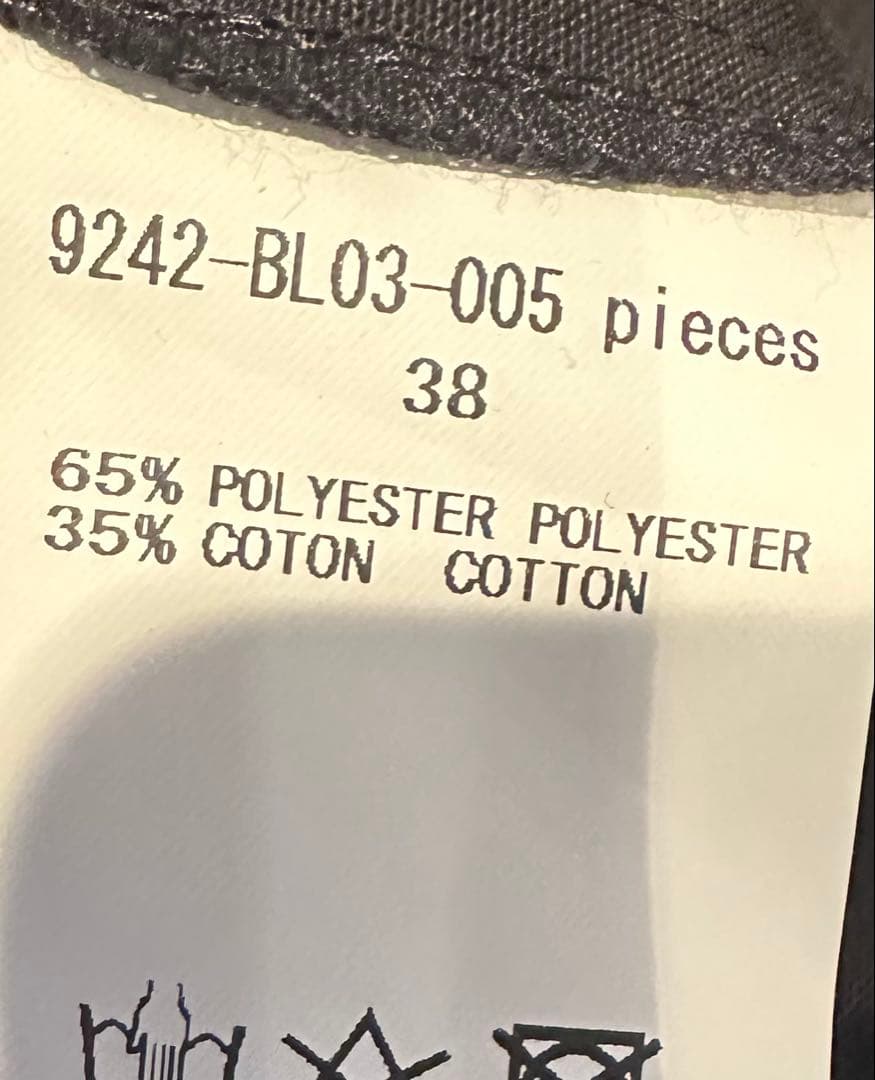 9242-BL03-005 pieces
38
65% POLYESTER POLYESTER
35% COTON COTTON